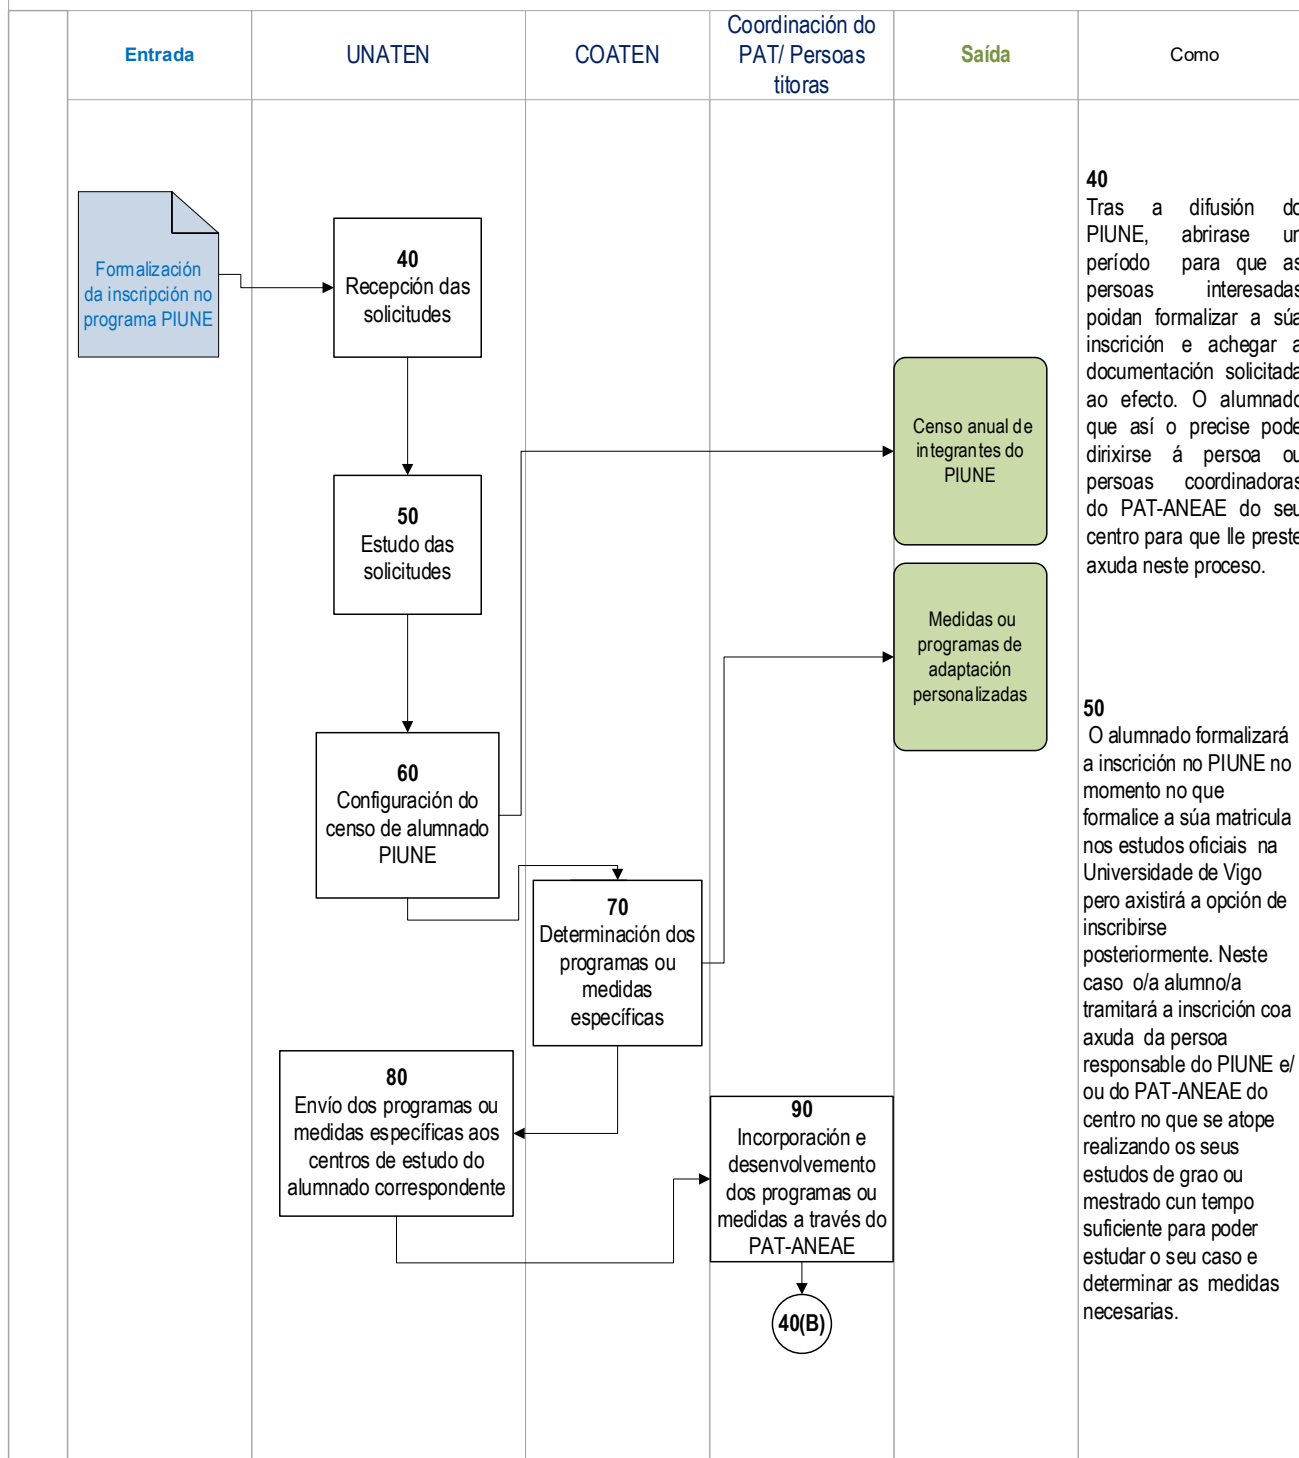 Entrada
UNATEN
COATEN
Coordinación do
PAT/ Persoas
titoras
Saída
Como
Formalización
da inscripción no
programa PIUNE
40
Recepción das
solicitudes
50
Estudo das
solicitudes
60
Configuración do
censo de alumnado
PIUNE
70
Determinación dos
programas ou
medidas
específicas
80
Envío dos programas ou
medidas específicas aos
centros de estudo do
alumnado correspondente
90
Incorporación e
desenvolvemento
dos programas ou
medidas a través do
PAT-ANEAE
40(B)
Censo anual de
integrantes do
PIUNE
Medidas ou
programas de
adaptación
personalizadas
40
Tras a difusión do
PIUNE, abrirase un
período para que as
persoas interesadas
poidan formalizar a súa
inscrición e achegar a
documentación solicitada
ao efecto. O alumnado
que así o precise pode
dirixirse á persoa ou
persoas coordinadoras
do PAT-ANEAE do seu
centro para que lle preste
axuda neste proceso.
50
O alumnado formalizará
a inscrición no PIUNE no
momento no que
formalice a súa matricula
nos estudos oficiais na
Universidade de Vigo
pero axistirá a opción de
inscribirse
posteriormente. Neste
caso o/a alumno/a
tramitará a inscrición coa
axuda da persoa
responsable do PIUNE e/
ou do PAT-ANEAE do
centro no que se atope
realizando os seus
estudos de grao ou
mestrado cun tempo
suficiente para poder
estudar o seu caso e
determinar as medidas
necesarias.